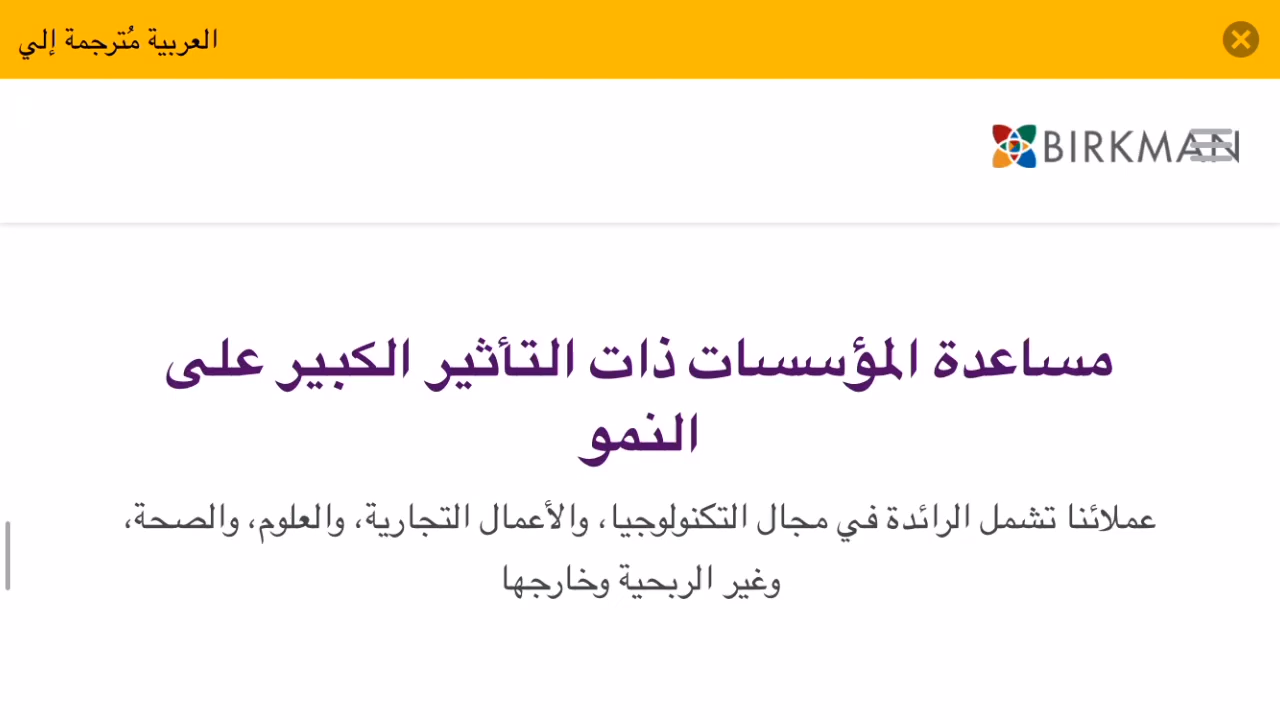 العربية مُترجمة إلي
BIRKMAN
مساعدة المؤسسات ذات التأثير الكبير على
النمو
عملائنا تشمل الرائدة في مجال التكنولوجيا، والأعمال التجارية، والعلوم، والصحة،
وغير الربحية وخارجها